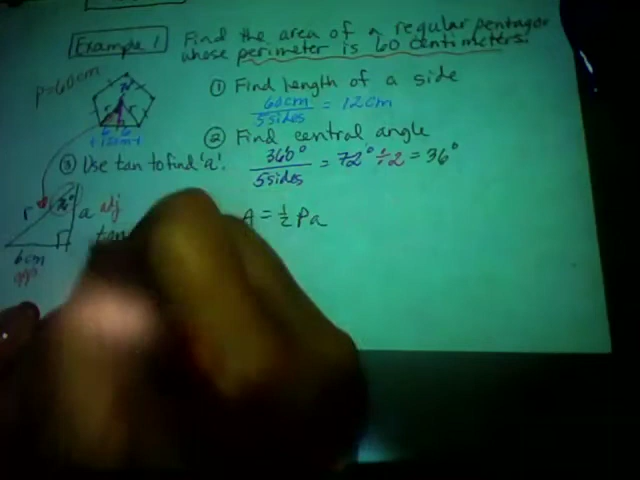 Example 1
Find the area of a regular pentagon
whose perimeter is 60 centimeters.
P=60cm
① Find length of a side
60cm
5sides
= 12cm
② Find central angle
360°
5sides
= 72° ÷2 = 36°
③ Use tan to find 'a'.
r
36°
a adj
6cm
opp
tan
A = ½ Pa